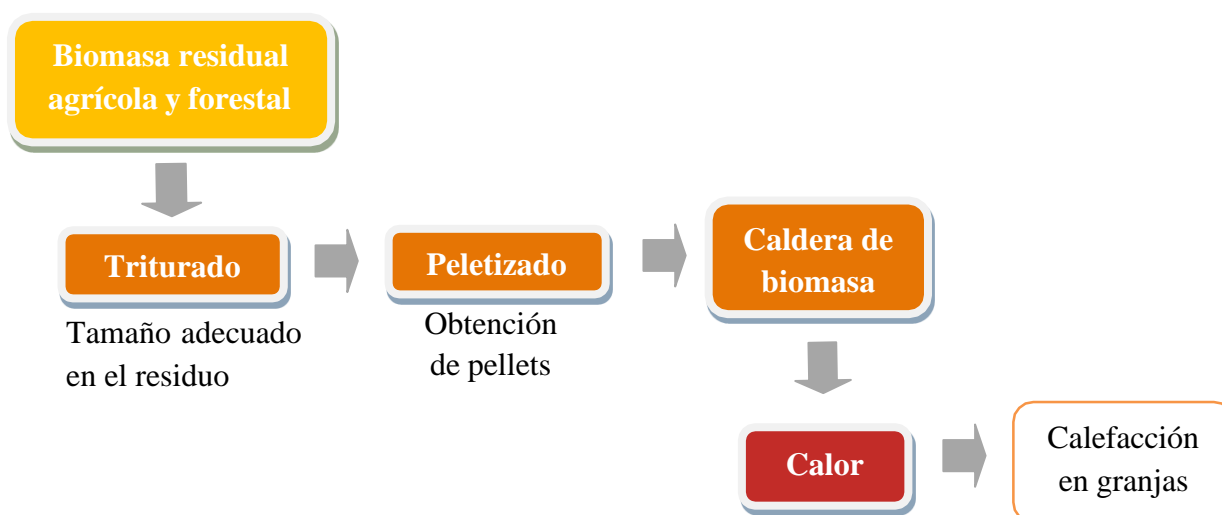 Biomasa residual
agrícola y forestal
Triturado
Tamaño adecuado
en el residuo
Peletizado
Obtención
de pellets
Caldera de
biomasa
Calor
Calefacción
en granjas